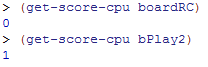 > (get-score-cpu boardRC)
0
> (get-score-cpu bPlay2)
1